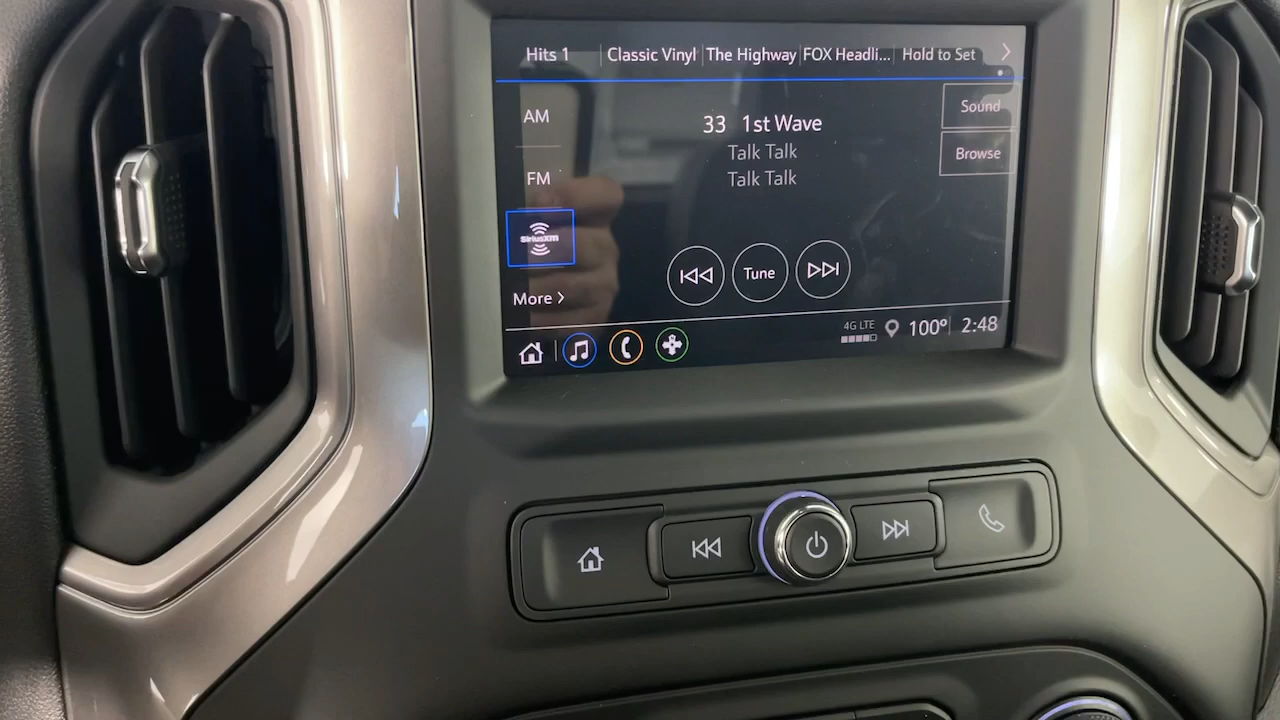 Hits 1
Classic Vinyl
The Highway
FOX Headli...
Hold to Set
AM
33 1st Wave
Sound
Talk Talk
Browse
FM
Talk Talk
SiriusXM
Tune
More
4G LTE
100°
2:48